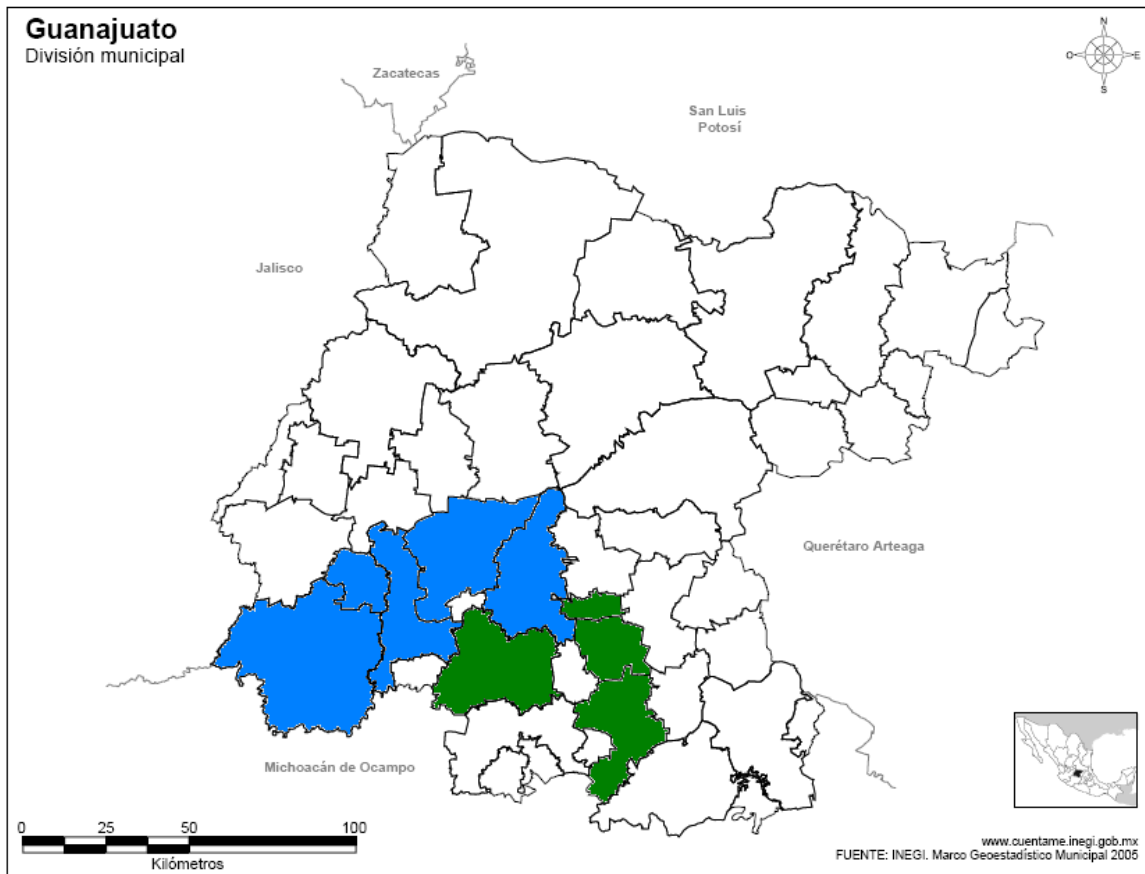 Guanajuato
División municipal
N
O
E
S
Zacatecas
San Luis
Potosí
Jalisco
Querétaro Arteaga
Michoacán de Ocampo
0 25 50 100
Kilómetros
www.cuentame.inegi.gob.mx
FUENTE: INEGI. Marco Geoestadístico Municipal 2005